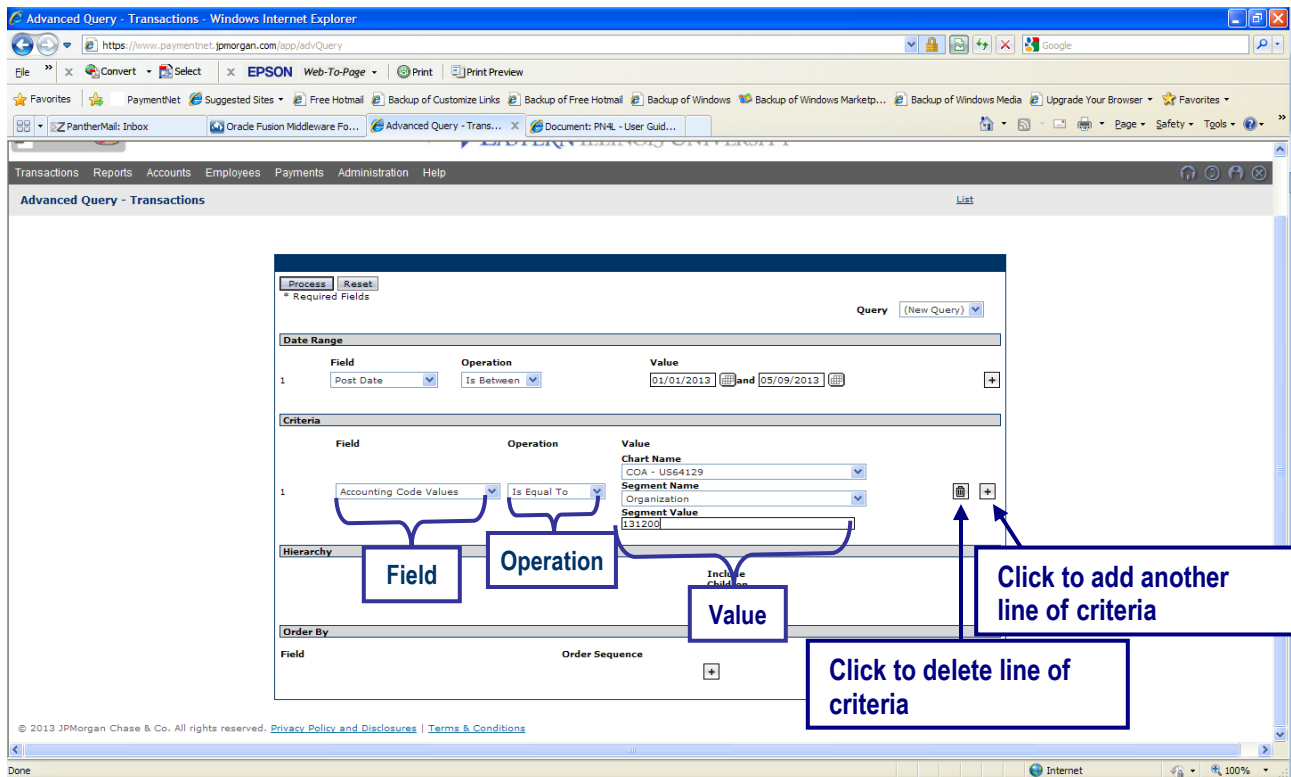 Advanced Query - Transactions - Windows Internet Explorer
https://www.paymentnet.jpmorgan.com/app/advQuery
Google
File » x Convert Select x EPSON Web-To-Page Print Print Preview
Favorites PaymentNet Suggested Sites Free Hotmail Backup of Customize Links Backup of Free Hotmail Backup of Windows Backup of Windows Marketp... Backup of Windows Media Upgrade Your Browser Favorites
PantherMail: Inbox Oracle Fusion Middleware Fo... Advanced Query - Trans... X Document: PN4L - User Guid... Page Safety Tools »
EASTERN ILLINOIS UNIVERSITY
Transactions Reports Accounts Employees Payments Administration Help
Advanced Query - Transactions List
Process Reset
* Required Fields
Query (New Query)
Date Range
Field Operation Value
1 Post Date Is Between 01/01/2013 and 05/09/2013 +
Criteria
Field Operation Value
Chart Name
COA - US64129
1 Accounting Code Values Is Equal To Segment Name +
Organization
Segment Value
131200
Hierarchy
Field
Operation
Value
Include
Click to add another
line of criteria
Order By
Field Order Sequence
+
Click to delete line of
criteria
© 2013 JPMorgan Chase & Co. All rights reserved. Privacy Policy and Disclosures | Terms & Conditions
Done Internet 100%